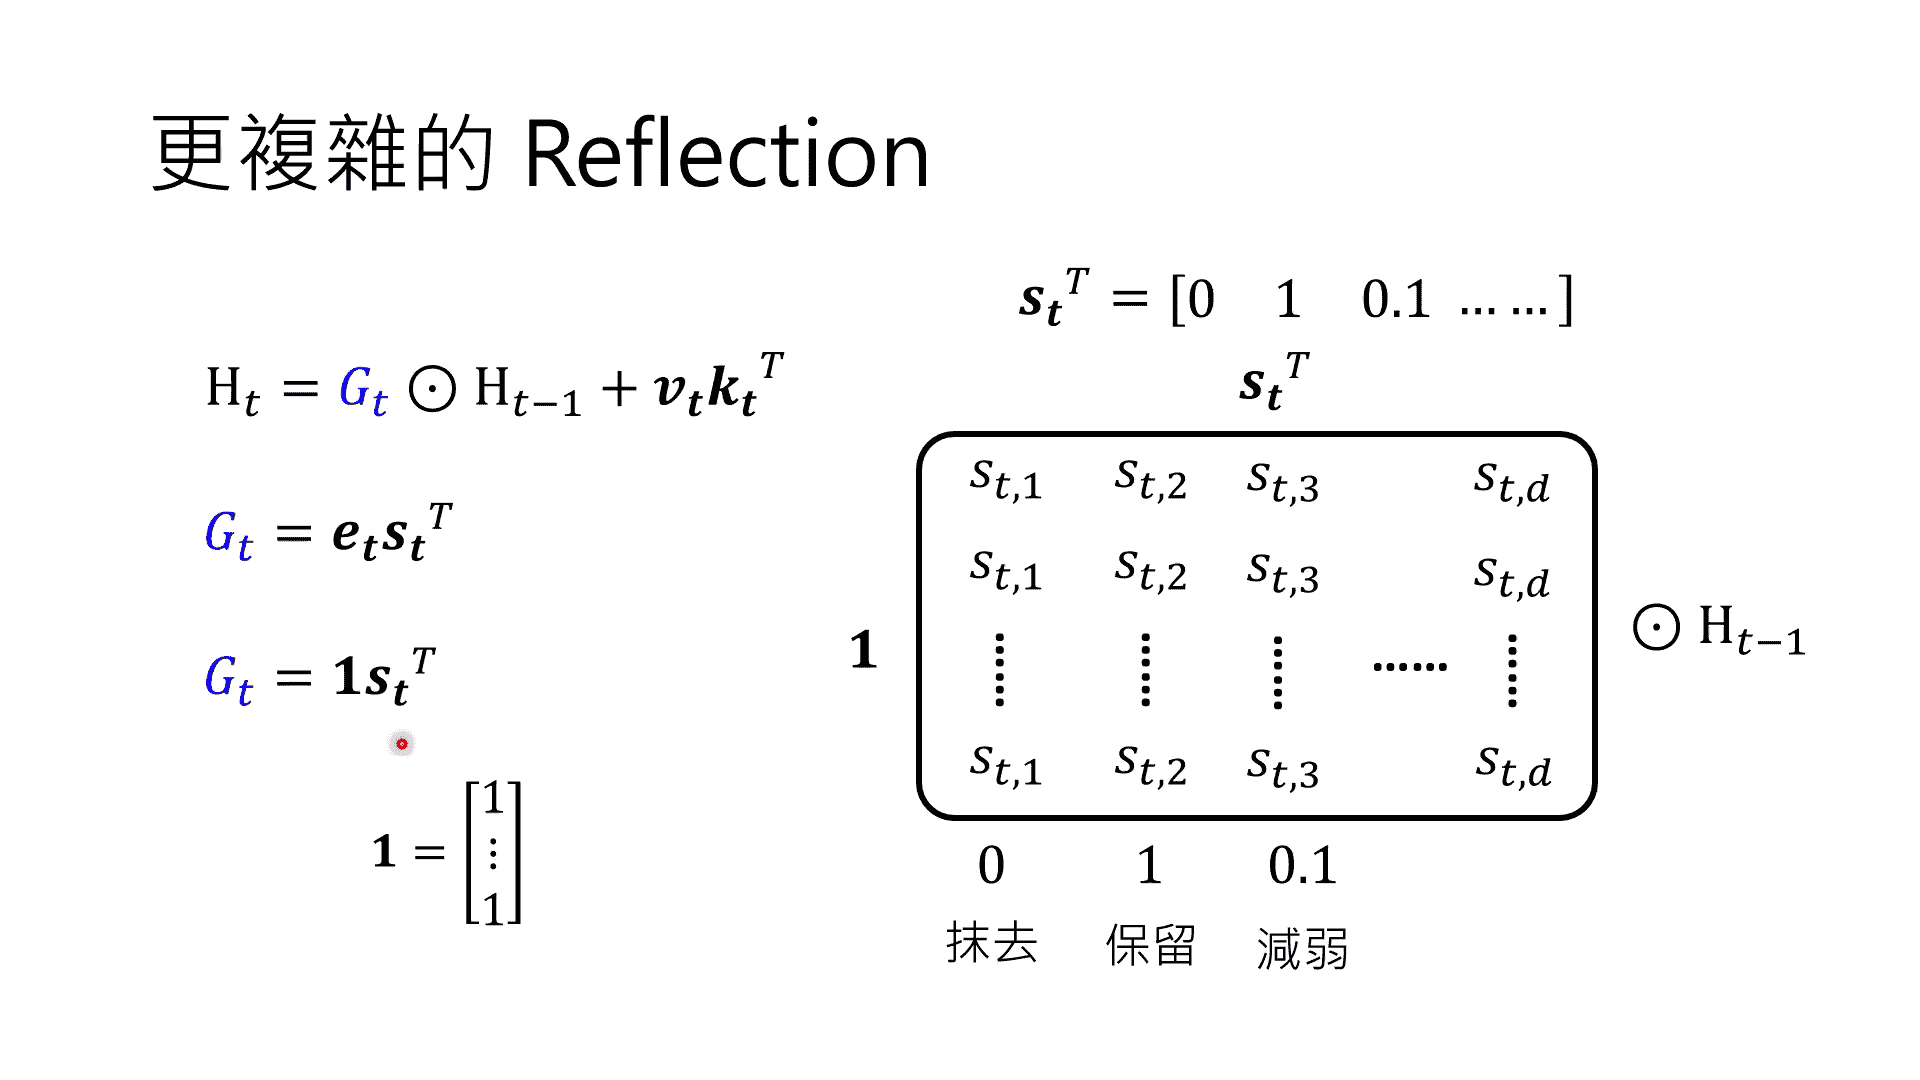 更複雜的 Reflection
H_t = G_t ⊙ H_{t−1} + v_t k_t^T
G_t = e_t s_t^T
G_t = 1 s_t^T
1 = [1 ⋮ 1]
s_t^T = [0 1 0.1 ……]
s_t^T
s_{t,1} s_{t,2} s_{t,3} s_{t,d}
s_{t,1} s_{t,2} s_{t,3} s_{t,d}
1 ⋮ ⋮ ⋮ …… ⋮ ⊙ H_{t−1}
s_{t,1} s_{t,2} s_{t,3} s_{t,d}
0 1 0.1
抹去 保留 減弱